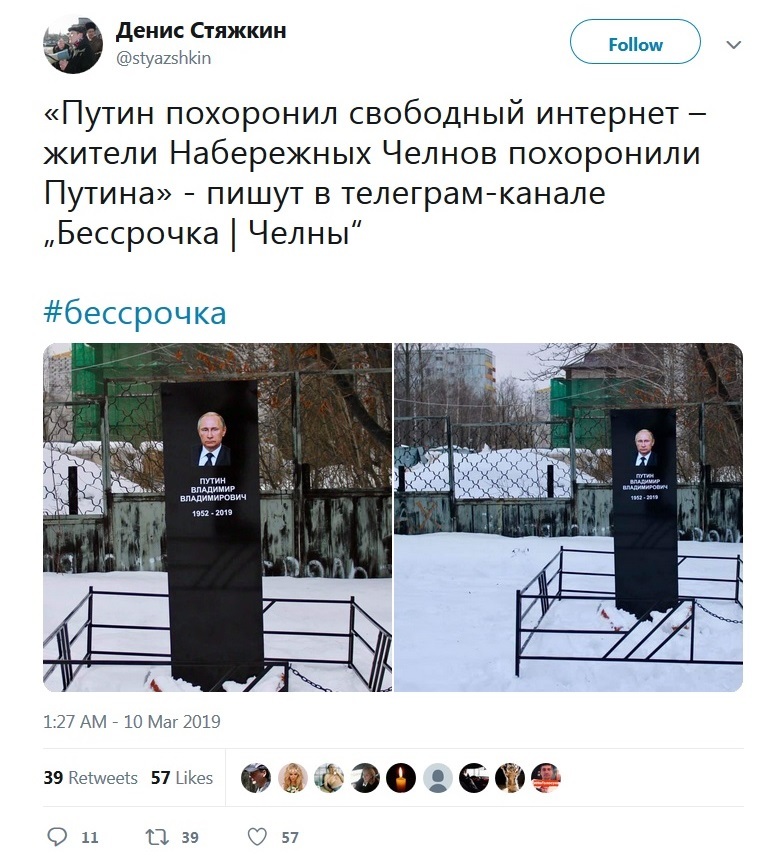 Денис Стяжкин
@styazshkin
Follow
«Путин похоронил свободный интернет –
жители Набережных Челнов похоронили
Путина» - пишут в телеграм-канале
„Бессрочка | Челны“
#бессрочка
ПУТИН
ВЛАДИМИР
ВЛАДИМИРОВИЧ
1952 - 2019
ПУТИН
ВЛАДИМИР
ВЛАДИМИРОВИЧ
1952 - 2019
1:27 AM - 10 Mar 2019
39 Retweets 57 Likes
11 39 57